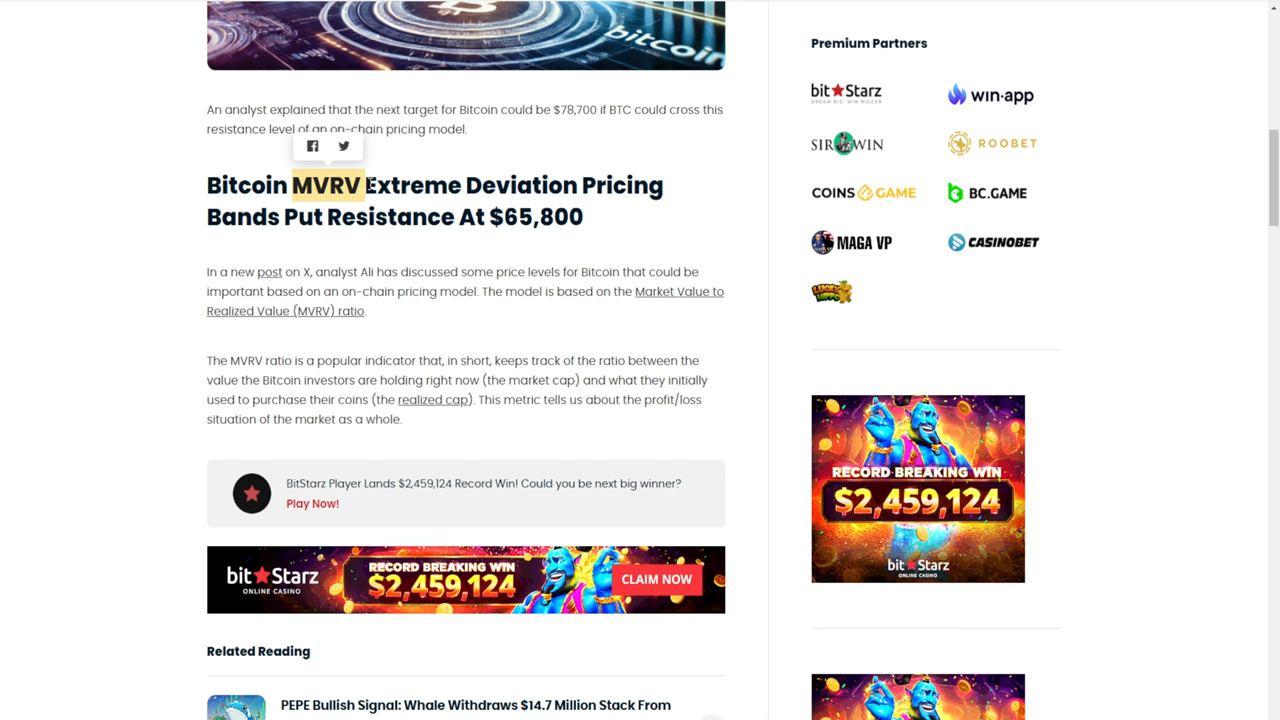 bitcoin
An analyst explained that the next target for Bitcoin could be $78,700 if BTC could cross this
resistance level of an on-chain pricing model.
Bitcoin MVRV Extreme Deviation Pricing
Bands Put Resistance At $65,800
In a new post on X, analyst Ali has discussed some price levels for Bitcoin that could be
important based on an on-chain pricing model. The model is based on the Market Value to
Realized Value (MVRV) ratio.
The MVRV ratio is a popular indicator that, in short, keeps track of the ratio between the
value the Bitcoin investors are holding right now (the market cap) and what they initially
used to purchase their coins (the realized cap). This metric tells us about the profit/loss
situation of the market as a whole.
BitStarz Player Lands $2,459,124 Record Win! Could you be next big winner?
Play Now!
bitStarz
ONLINE CASINO
RECORD BREAKING WIN
$2,459,124
CLAIM NOW
Related Reading
PEPE Bullish Signal: Whale Withdraws $14.7 Million Stack From
Premium Partners
bitStarz
DREAM BIG. WIN BIGGER
win·app
SIR WIN
ROOBET
COINS GAME
BC.GAME
MAGA VP
CASINOBET
LUCKY
HIPPO
RECORD BREAKING WIN
$2,459,124
bitStarz
ONLINE CASINO